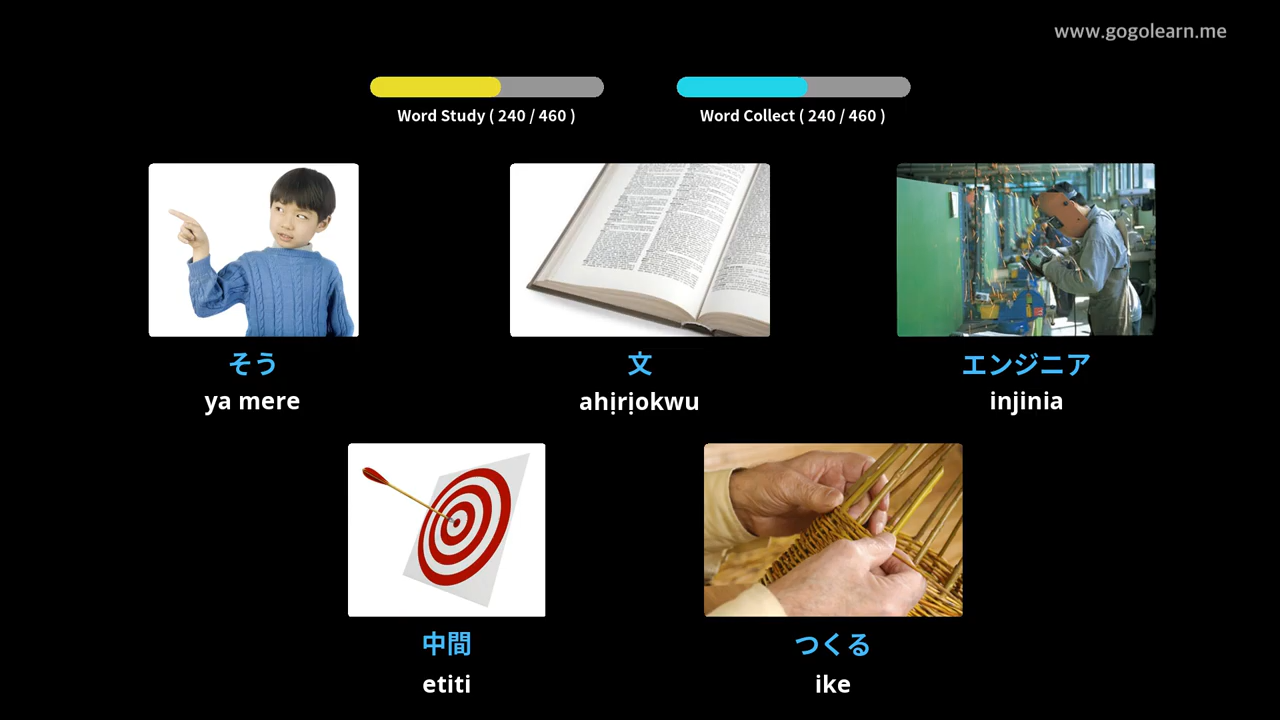 www.gogolearn.me
Word Study ( 240 / 460 )
Word Collect ( 240 / 460 )
そう
ya mere
文
ahịrịokwu
エンジニア
injinia
中間
etiti
つくる
ike